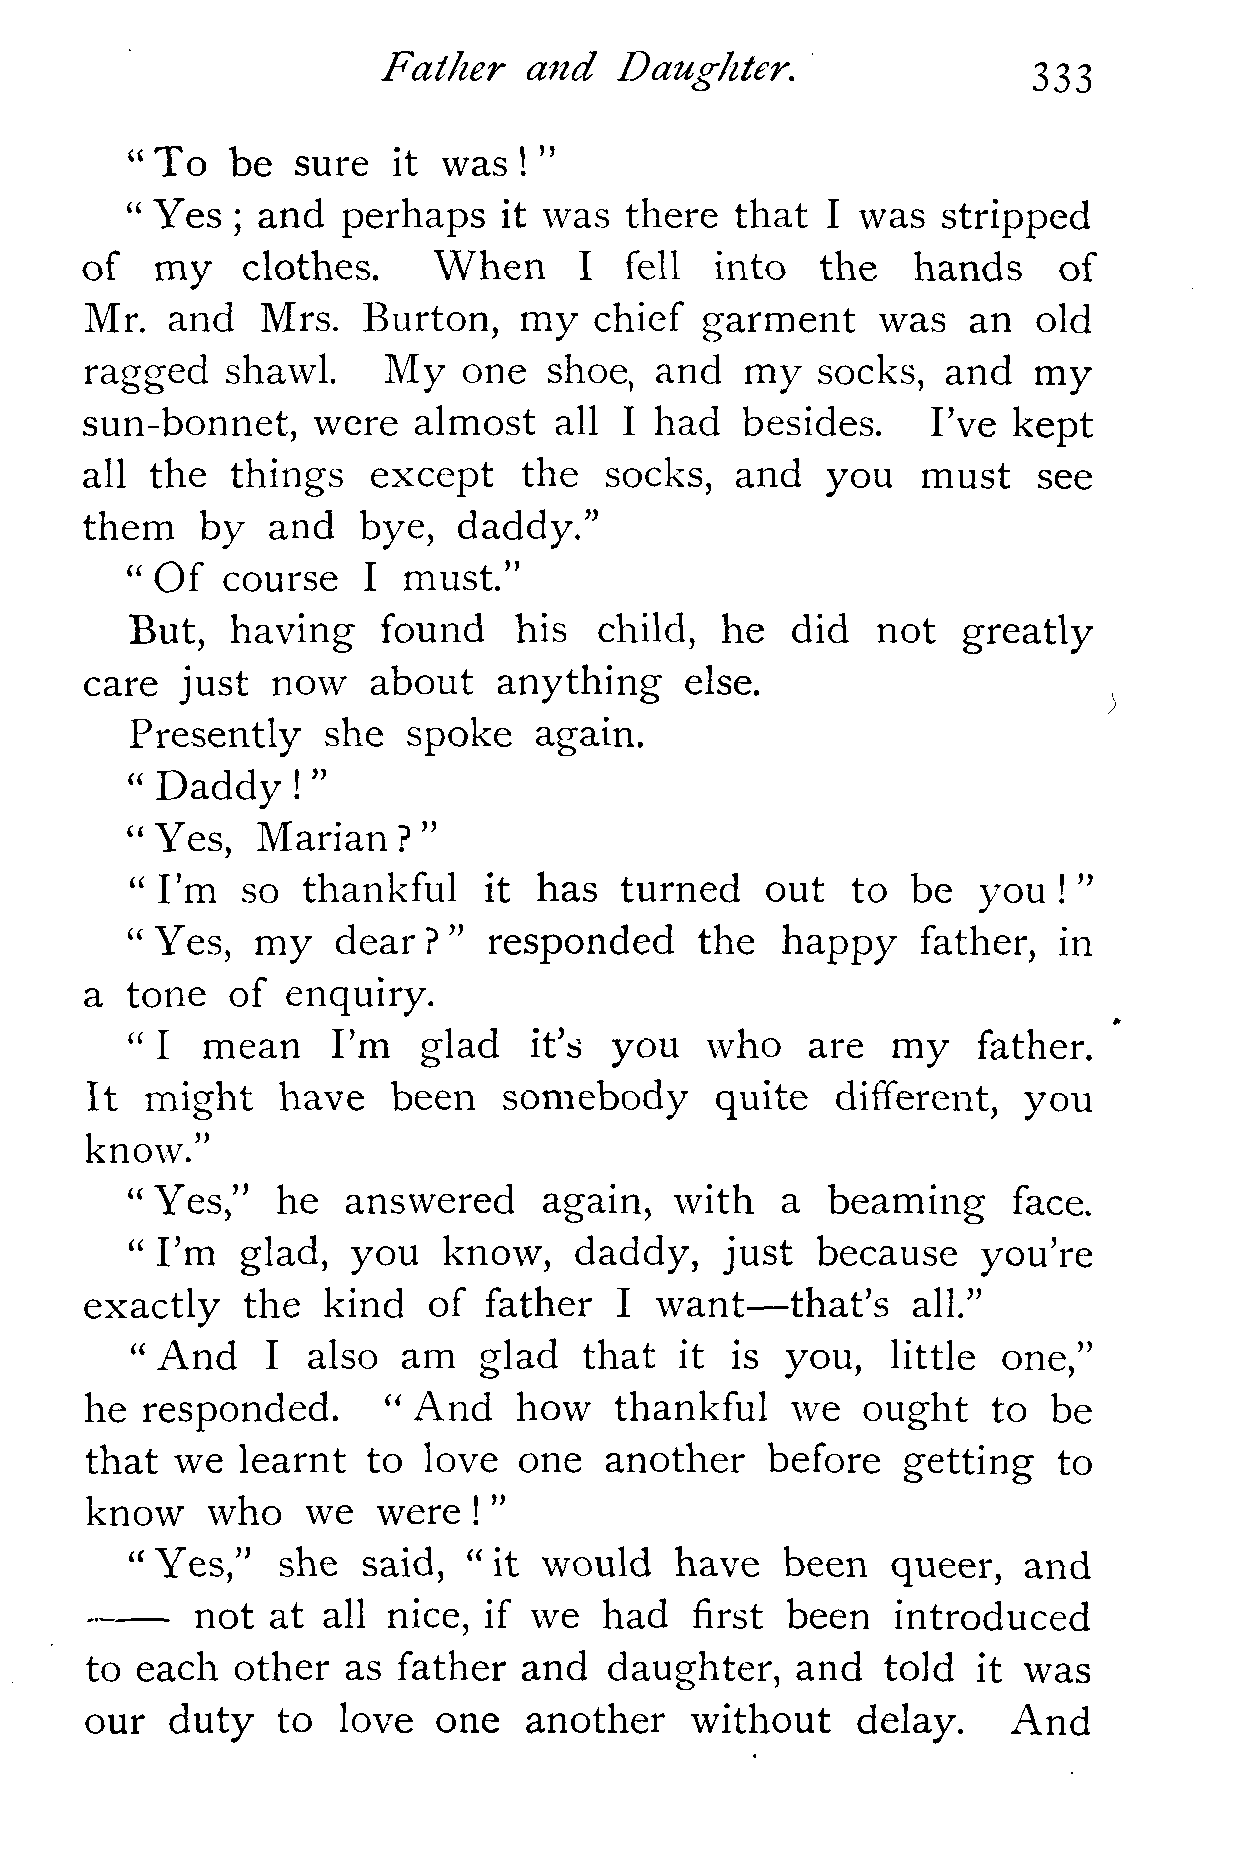 Father and Daughter. 333
" To be sure it was ! "
" Yes ; and perhaps it was there that I was stripped
of my clothes. When I fell into the hands of
Mr. and Mrs. Burton, my chief garment was an old
ragged shawl. My one shoe, and my socks, and my
sun-bonnet, were almost all I had besides. I've kept
all the things except the socks, and you must see
them by and bye, daddy."
" Of course I must."
But, having found his child, he did not greatly
care just now about anything else.
Presently she spoke again.
" Daddy ! "
" Yes, Marian ? "
" I'm so thankful it has turned out to be you ! "
" Yes, my dear ? " responded the happy father, in
a tone of enquiry.
" I mean I'm glad it's you who are my father.
It might have been somebody quite different, you
know."
" Yes," he answered again, with a beaming face.
" I'm glad, you know, daddy, just because you're
exactly the kind of father I want—that's all."
" And I also am glad that it is you, little one,"
he responded. " And how thankful we ought to be
that we learnt to love one another before getting to
know who we were ! "
" Yes," she said, " it would have been queer, and
—— not at all nice, if we had first been introduced
to each other as father and daughter, and told it was
our duty to love one another without delay. And